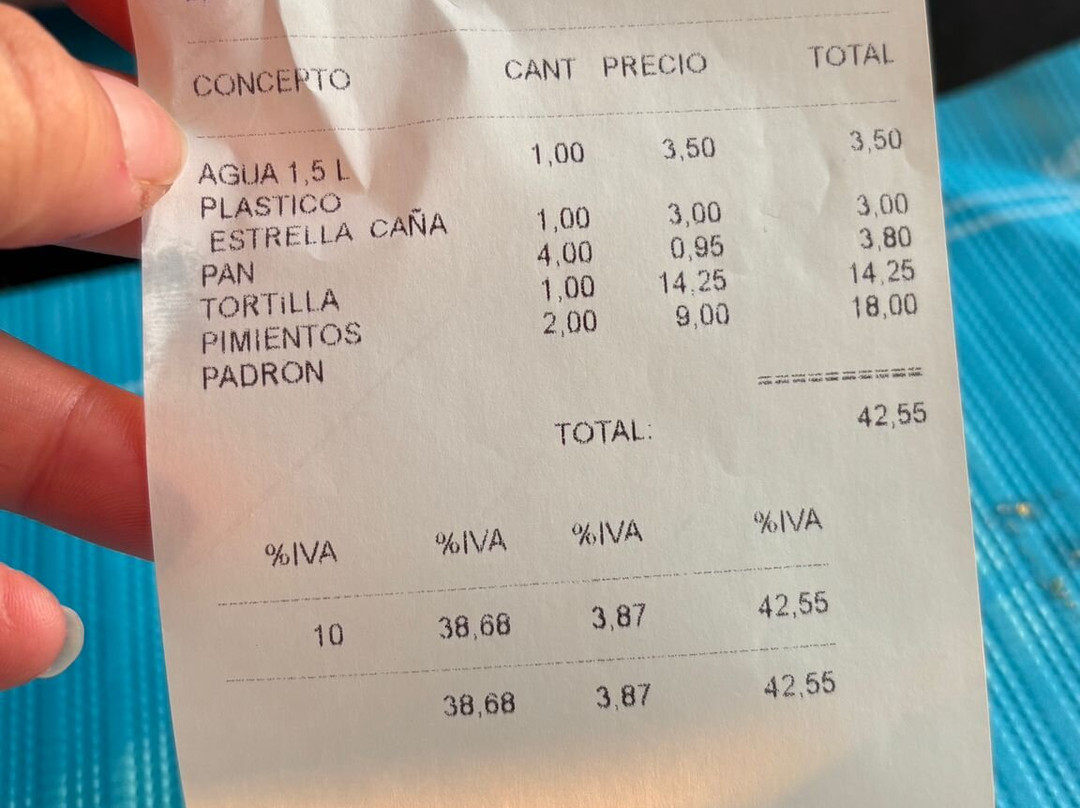 CONCEPTO CANT PRECIO TOTAL
AGUA 1,5 L 1,00 3,50 3,50
PLASTICO
ESTRELLA CAÑA 1,00 3,00 3,00
PAN 4,00 0,95 3,80
TORTiLLA 1,00 14,25 14,25
PIMIENTOS 2,00 9,00 18,00
PADRON
TOTAL: 42,55
%IVA %IVA %IVA %IVA
10 38,68 3,87 42,55
38,68 3,87 42,55